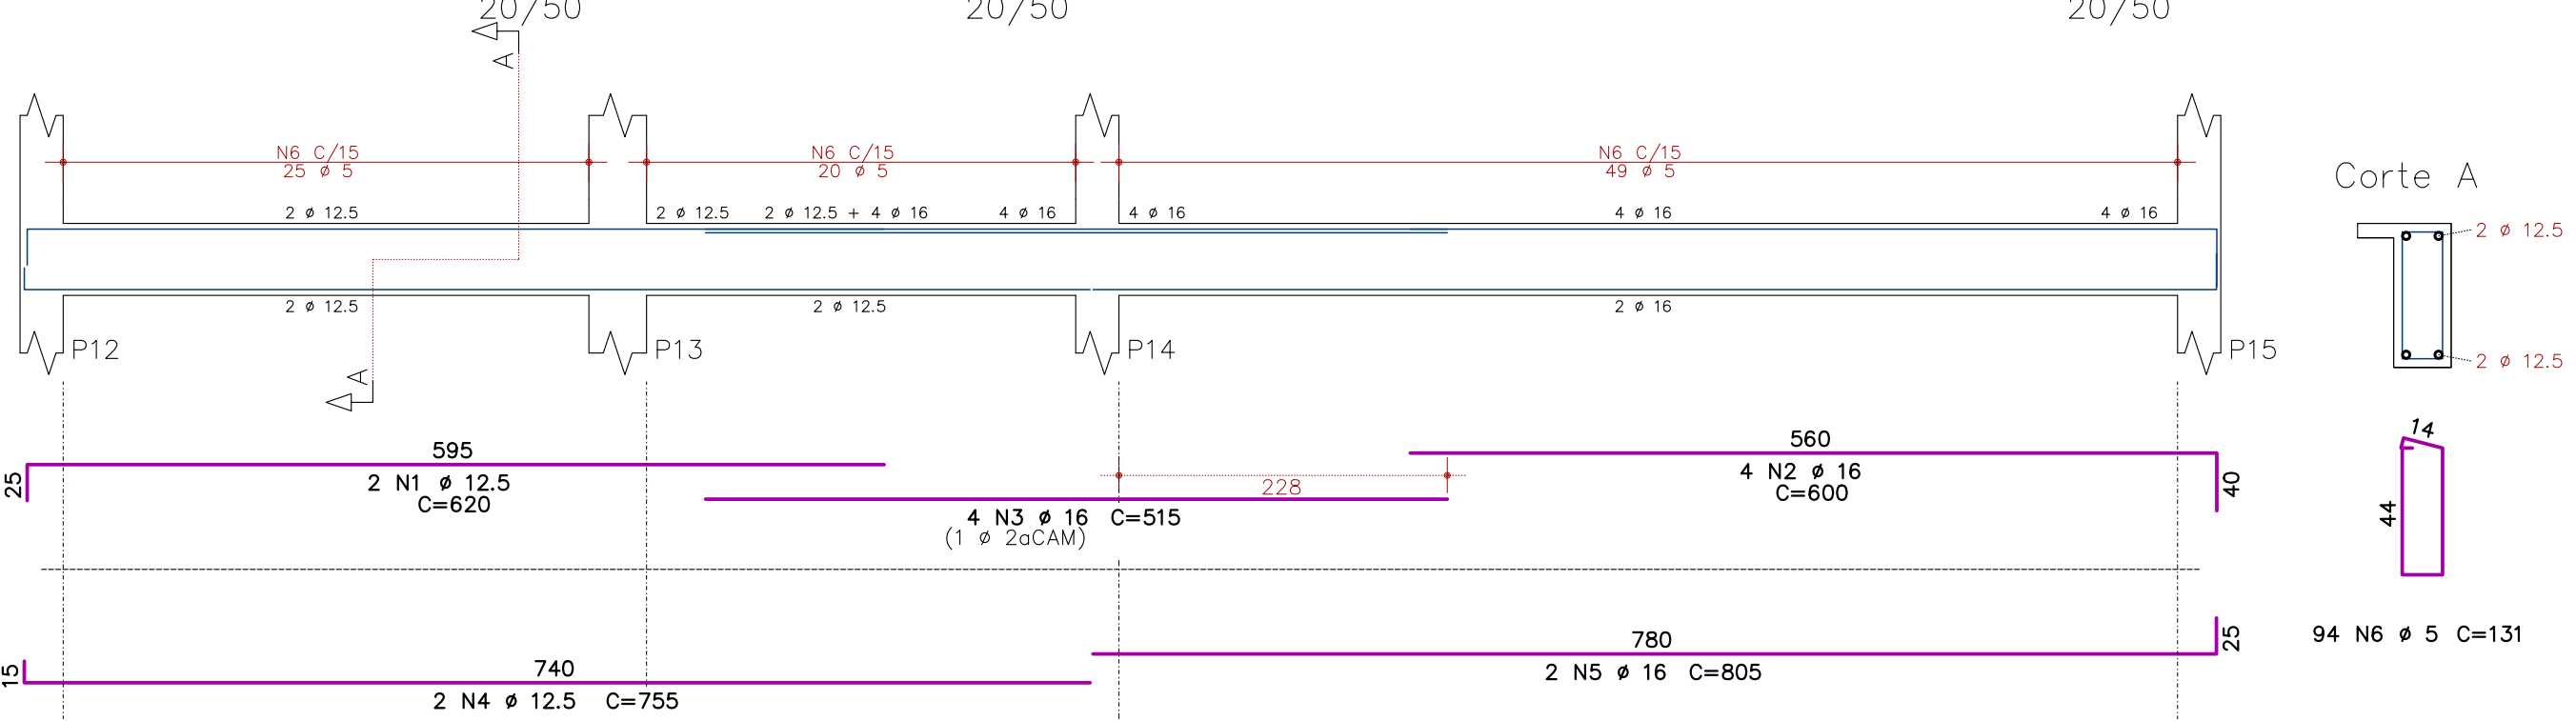 20/50 20/50 20/50
A
N6 C/15 N6 C/15 N6 C/15
25 ø 5 20 ø 5 49 ø 5
Corte A
2 ø 12.5 2 ø 12.5 2 ø 12.5 + 4 ø 16 4 ø 16 4 ø 16 4 ø 16 4 ø 16
2 ø 12.5
2 ø 12.5 2 ø 12.5 2 ø 16
P12 P13 P14 P15
2 ø 12.5
A
595
25
2 N1 ø 12.5
C=620
228
4 N3 ø 16 C=515
(1 ø 2aCAM)
560
4 N2 ø 16
C=600
40
14
44
94 N6 ø 5 C=131
15
740
2 N4 ø 12.5 C=755
780
25
2 N5 ø 16 C=805